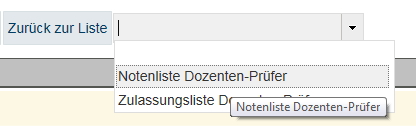 Zurück zur Liste
Notenliste Dozenten-Prüfer
Zulassungsliste
Notenliste Dozenten-Prüfer